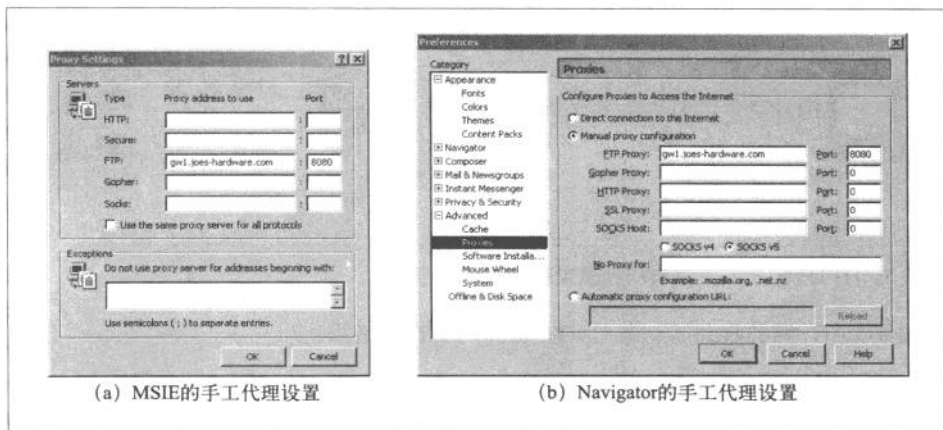 Proxy Settings
Servers
Type Proxy address to use Port
HTTP: :
Secure: :
FTP: gw1.joes-hardware.com : 8080
Gopher: :
Socks: :
Use the same proxy server for all protocols
Exceptions
Do not use proxy server for addresses beginning with:
Use semicolons ( ; ) to separate entries.
OK Cancel
(a) MSIE的手工代理设置
Preferences
Category
Appearance
Fonts
Colors
Themes
Content Packs
Navigator
Composer
Mail & Newsgroups
Instant Messenger
Privacy & Security
Advanced
Cache
Proxies
Software Installa...
Mouse Wheel
System
Offline & Disk Space
Proxies
Configure Proxies to Access the Internet
Direct connection to the Internet
Manual proxy configuration
FTP Proxy: gw1.joes-hardware.com Port: 8080
Gopher Proxy: Port: 0
HTTP Proxy: Port: 0
SSL Proxy: Port: 0
SOCKS Host: Port: 0
SOCKS v4 SOCKS v5
No Proxy for:
Example: .mozilla.org, .net.nz
Automatic proxy configuration URL:
Reload
OK Cancel Help
(b) Navigator的手工代理设置